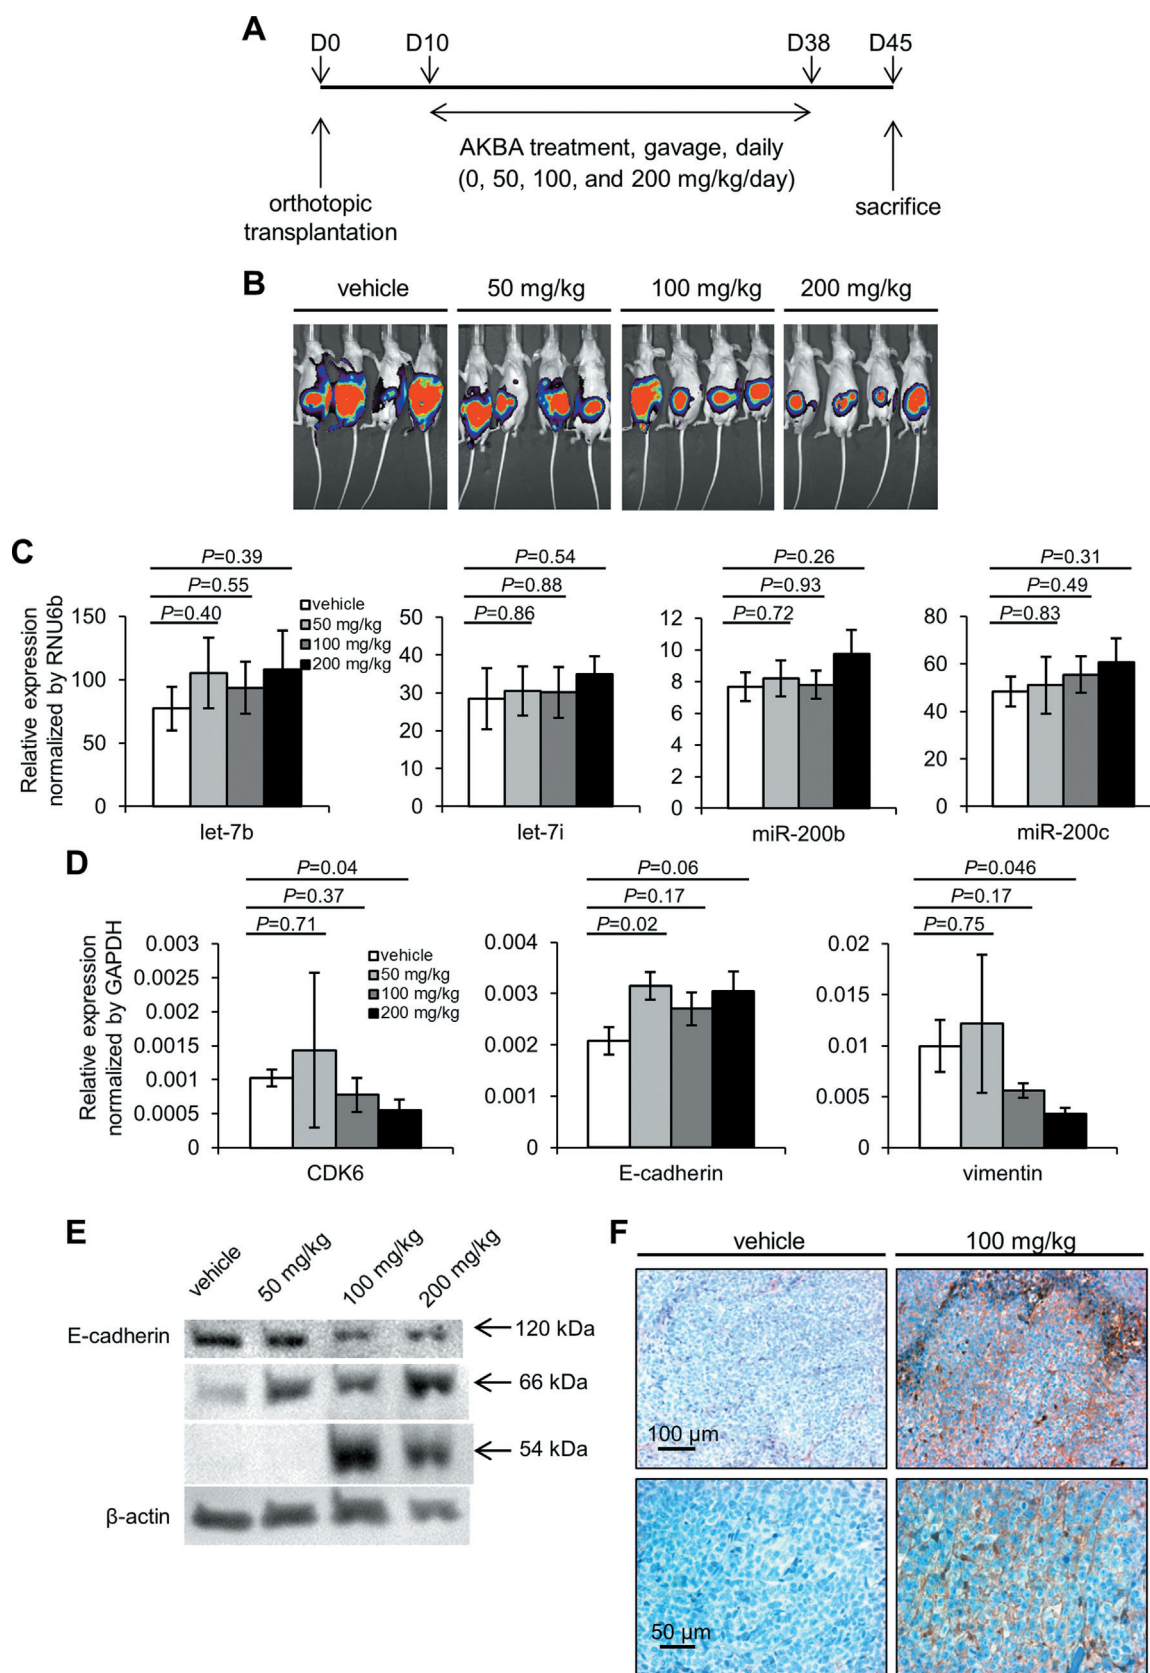 A
D0 D10 D38 D45
AKBA treatment, gavage, daily
(0, 50, 100, and 200 mg/kg/day)
orthotopic
transplantation
sacrifice
B
vehicle 50 mg/kg 100 mg/kg 200 mg/kg
C
Relative expression
normalized by RNU6b
P=0.39
P=0.55
P=0.40
150
100
50
0
let-7b
vehicle
50 mg/kg
100 mg/kg
200 mg/kg
P=0.54
P=0.88
P=0.86
50
40
30
20
10
0
let-7i
P=0.26
P=0.93
P=0.72
12
10
8
6
4
2
0
miR-200b
P=0.31
P=0.49
P=0.83
80
60
40
20
0
miR-200c
D
Relative expression
normalized by GAPDH
P=0.04
P=0.37
P=0.71
0.003
0.0025
0.002
0.0015
0.001
0.0005
0
CDK6
vehicle
50 mg/kg
100 mg/kg
200 mg/kg
P=0.06
P=0.17
P=0.02
0.004
0.003
0.002
0.001
0
E-cadherin
P=0.046
P=0.17
P=0.75
0.02
0.015
0.01
0.005
0
vimentin
E
vehicle 50 mg/kg 100 mg/kg 200 mg/kg
E-cadherin 120 kDa
66 kDa
54 kDa
β-actin
F
vehicle 100 mg/kg
100 μm
50 μm